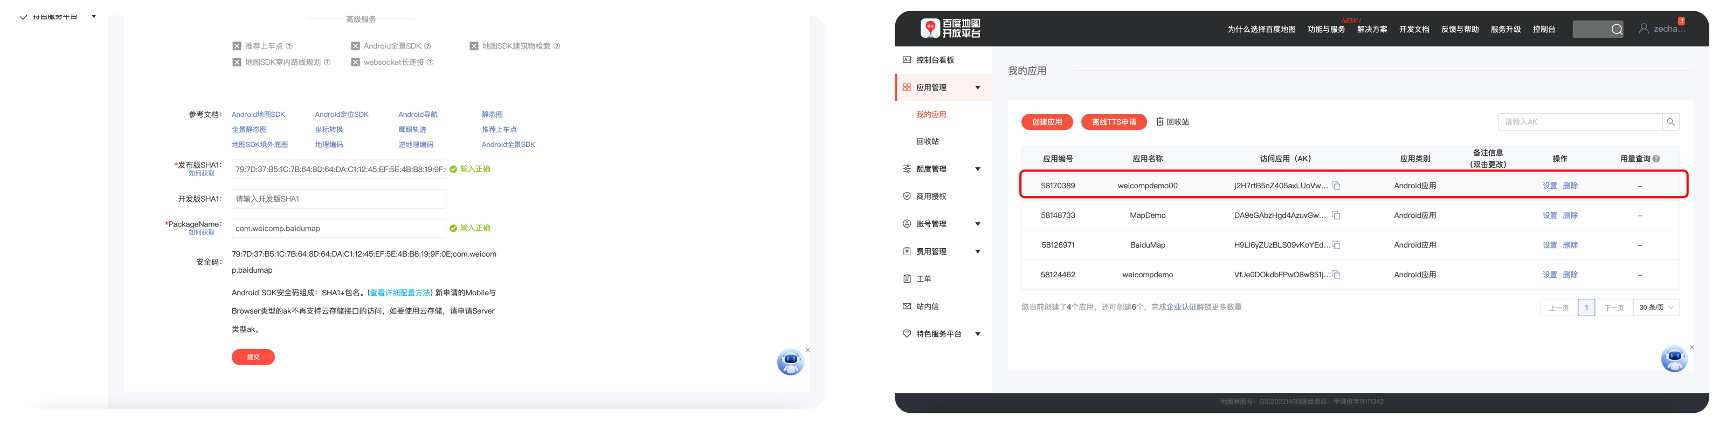 特色服务平台
高级服务
推荐上车点
Android全景SDK
地图SDK建筑物检索
地图SDK室内路线规划
websocket长连接
参考文档：
Android地图SDK
Android定位SDK
Android导航
静态图
全景静态图
坐标转换
鹰眼轨迹
推荐上车点
地图SDK境外底图
地理编码
逆地理编码
Android全景SDK
*发布版SHA1：
如何获取
79:7D:37:B5:1C:7B:64:8D:64:DA:C1:12:45:EF:5E:4B:B8:19:9F:
输入正确
开发版SHA1：
请输入开发版SHA1
*PackageName：
如何获取
com.weicomp.baidumap
输入正确
安全码：
79:7D:37:B5:1C:7B:64:8D:64:DA:C1:12:45:EF:5E:4B:B8:19:9F:0E;com.weicom
p.baidumap
Android SDK安全码组成：SHA1+包名。(查看详细配置方法) 新申请的Mobile与
Browser类型的ak不再支持云存储接口的访问，如要使用云存储，请申请Server
类型ak。
提交
百度地图
开放平台
为什么选择百度地图
功能与服务
NEW !
解决方案
开发文档
反馈与帮助
服务升级
控制台
zecha...
控制台看板
应用管理
我的应用
回收站
配额管理
商用授权
账号管理
费用管理
工单
站内信
特色服务平台
我的应用
创建应用
离线TTS申请
回收站
请输入AK
应用编号
应用名称
访问应用（AK）
应用类别
备注信息
(双击更改)
操作
用量查询
58170389
weicompdemo00
j2H7rtB5nZ405axLUoVw...
Android应用
设置 删除
–
58148733
MapDemo
DA9eGAbzHgd4AzuvGw...
Android应用
设置 删除
–
58126971
BaiduMap
H9LI6yZUzBLS09vKoYEd...
Android应用
设置 删除
–
58124462
weicompdemo
VfJe0DOkdbFPwO8wB51j...
Android应用
设置 删除
–
您当前创建了4个应用，还可创建6个，完成企业认证解锁更多数量
上一页
1
下一页
30 条/页